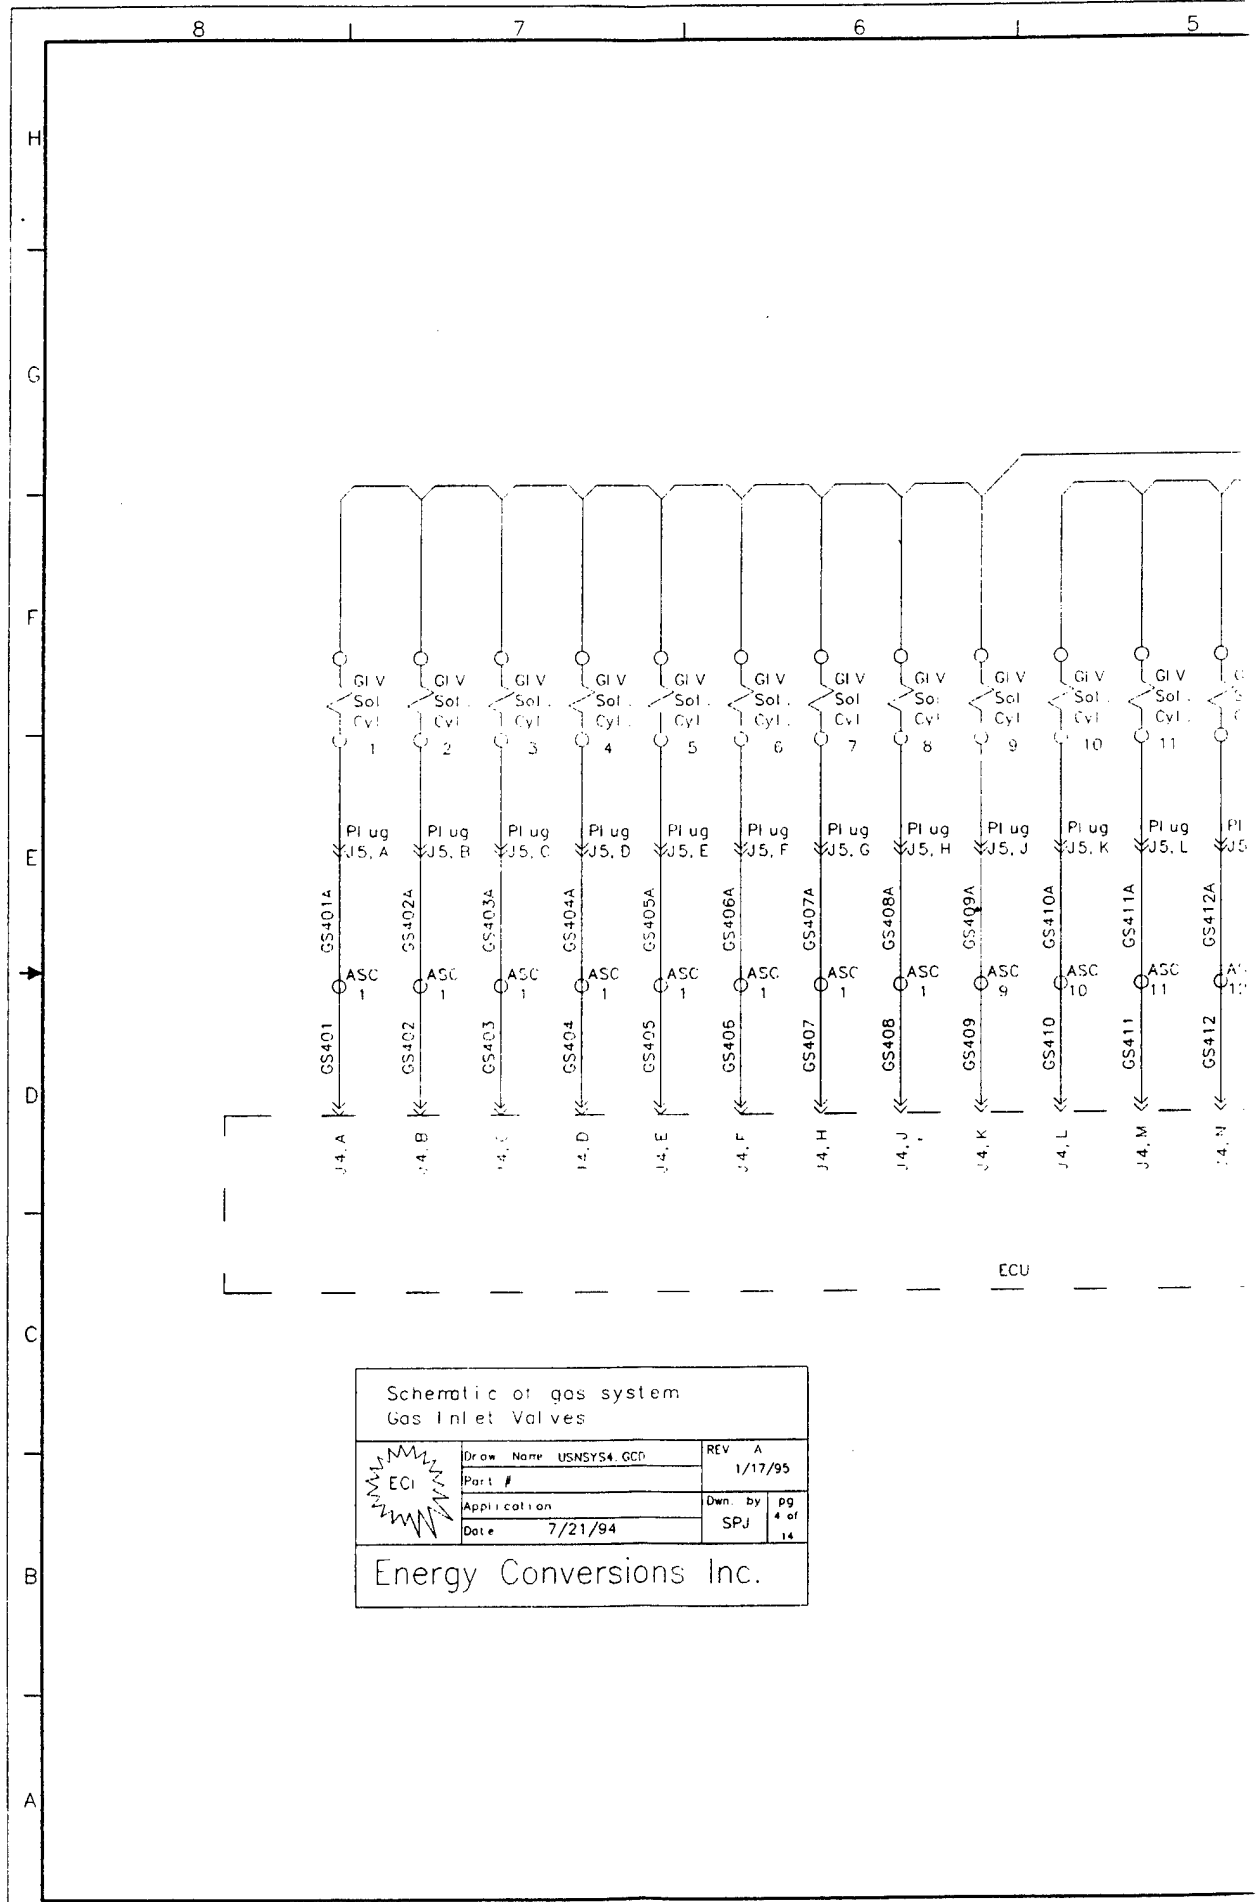 8 7 6 5
H
G
F
E
D
C
B
A
GIV GIV GIV GIV GIV GIV GIV GIV GIV GIV GIV
Sol. Sol. Sol. Sol. Sol. Sol. Sol Sol Sol Sol. Sol.
Cyl Cyl. Cyl. Cyl. Cyl Cyl. Cyl Cyl Cyl Cyl. Cyl.
1 2 3 4 5 6 7 8 9 10 11
Plug Plug Plug Plug Plug Plug Plug Plug Plug Plug Plug Pl
J5, A J5, B J5, C J5, D J5, E J5, F J5, G J5, H J5, J J5, K J5, L J5
GS401A GS402A GS403A GS404A GS405A GS406A GS407A GS408A GS409A GS410A GS411A GS412A
ASC ASC ASC ASC ASC ASC ASC ASC ASC ASC ASC
1 1 1 1 1 1 1 1 9 10 11
GS401 GS402 GS403 GS404 GS405 GS406 GS407 GS408 GS409 GS410 GS411 GS412
J4, A J4, B J4, D J4, E J4, F J4, H J4, J J4, K J4, L J4, M J4, N
ECU
Schematic of gas system
Gas Inlet Valves
ECI
Draw Name USNSYS4.GCD
REV A
1/17/95
Part #
Application
Date 7/21/94
Dwn. by
SPJ
pg
4 of
14
Energy Conversions Inc.